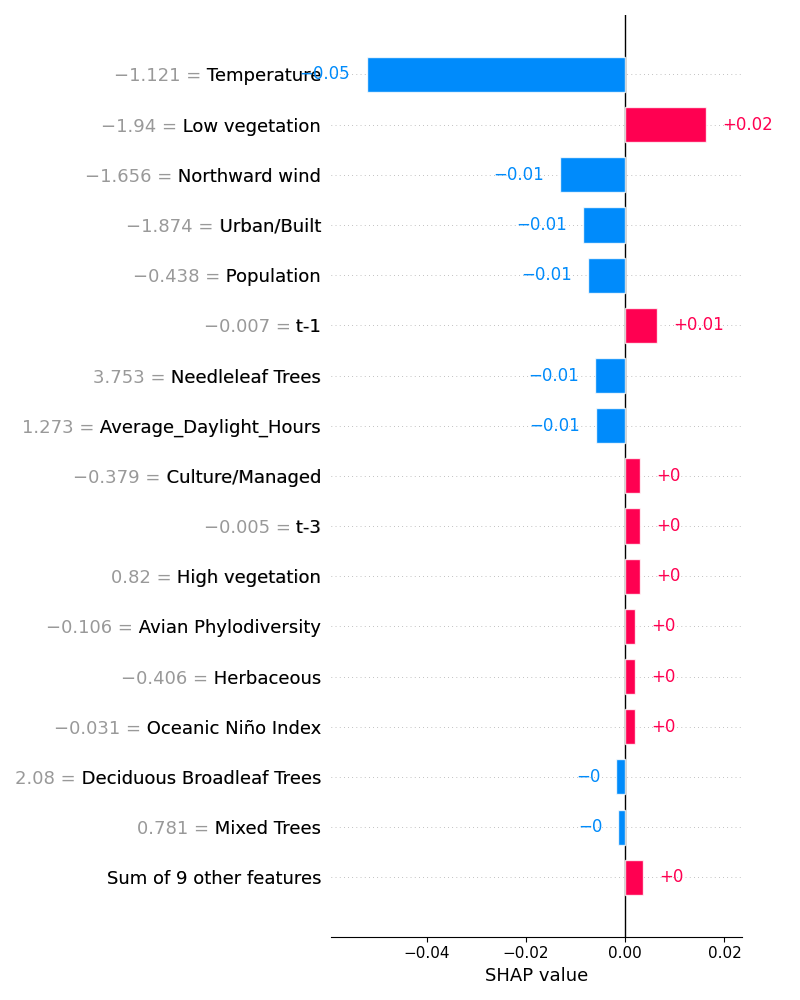 −1.121 = Temperature −0.05
−1.94 = Low vegetation +0.02
−1.656 = Northward wind −0.01
−1.874 = Urban/Built −0.01
−0.438 = Population −0.01
−0.007 = t-1 +0.01
3.753 = Needleleaf Trees −0.01
1.273 = Average_Daylight_Hours −0.01
−0.379 = Culture/Managed +0
−0.005 = t-3 +0
0.82 = High vegetation +0
−0.106 = Avian Phylodiversity +0
−0.406 = Herbaceous +0
−0.031 = Oceanic Niño Index +0
2.08 = Deciduous Broadleaf Trees −0
0.781 = Mixed Trees −0
Sum of 9 other features +0
−0.04 −0.02 0.00 0.02
SHAP value